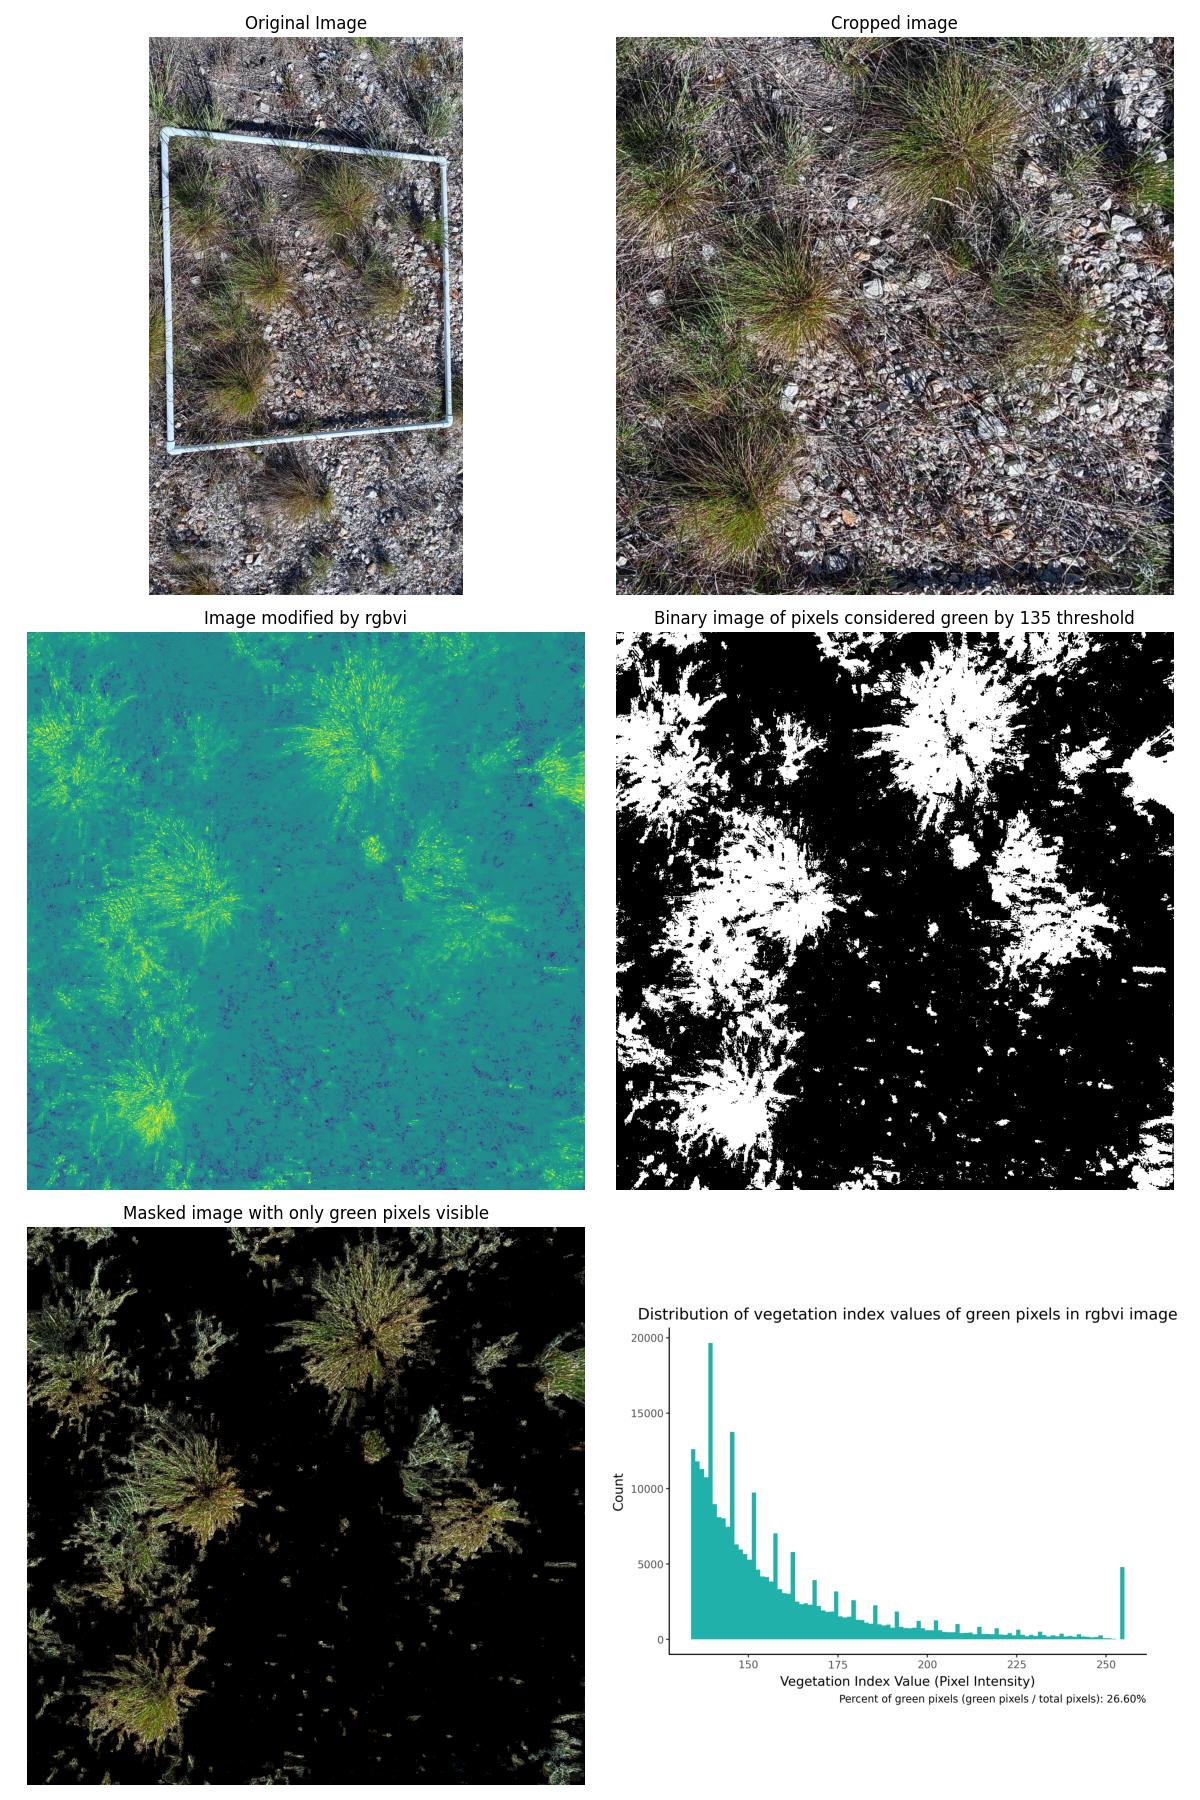 Original Image
Cropped image
Image modified by rgbvi
Binary image of pixels considered green by 135 threshold
Masked image with only green pixels visible
Distribution of vegetation index values of green pixels in rgbvi image
20000
15000
10000
5000
0
Count
150
175
200
225
250
Vegetation Index Value (Pixel Intensity)
Percent of green pixels (green pixels / total pixels): 26.60%